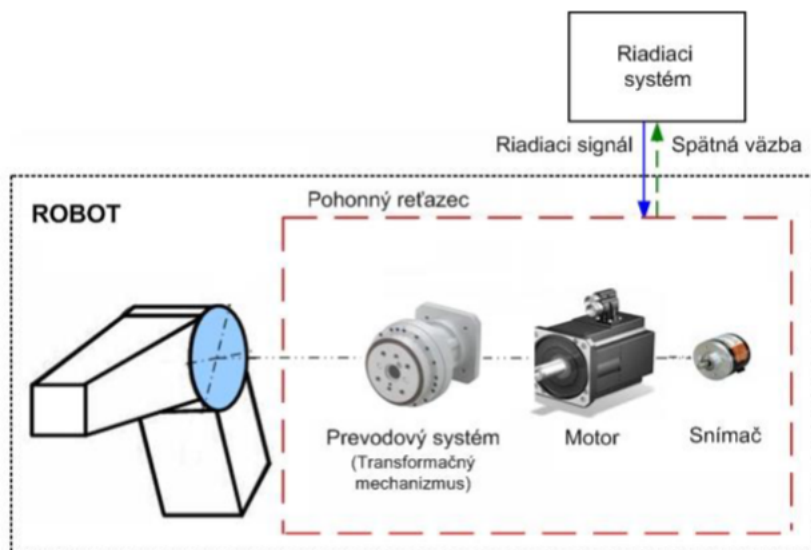 Riadiaci
systém
Riadiaci signál
Spätná väzba
Pohonný reťazec
ROBOT
Prevodový systém
(Transformačný
mechanizmus)
Motor
Snímač